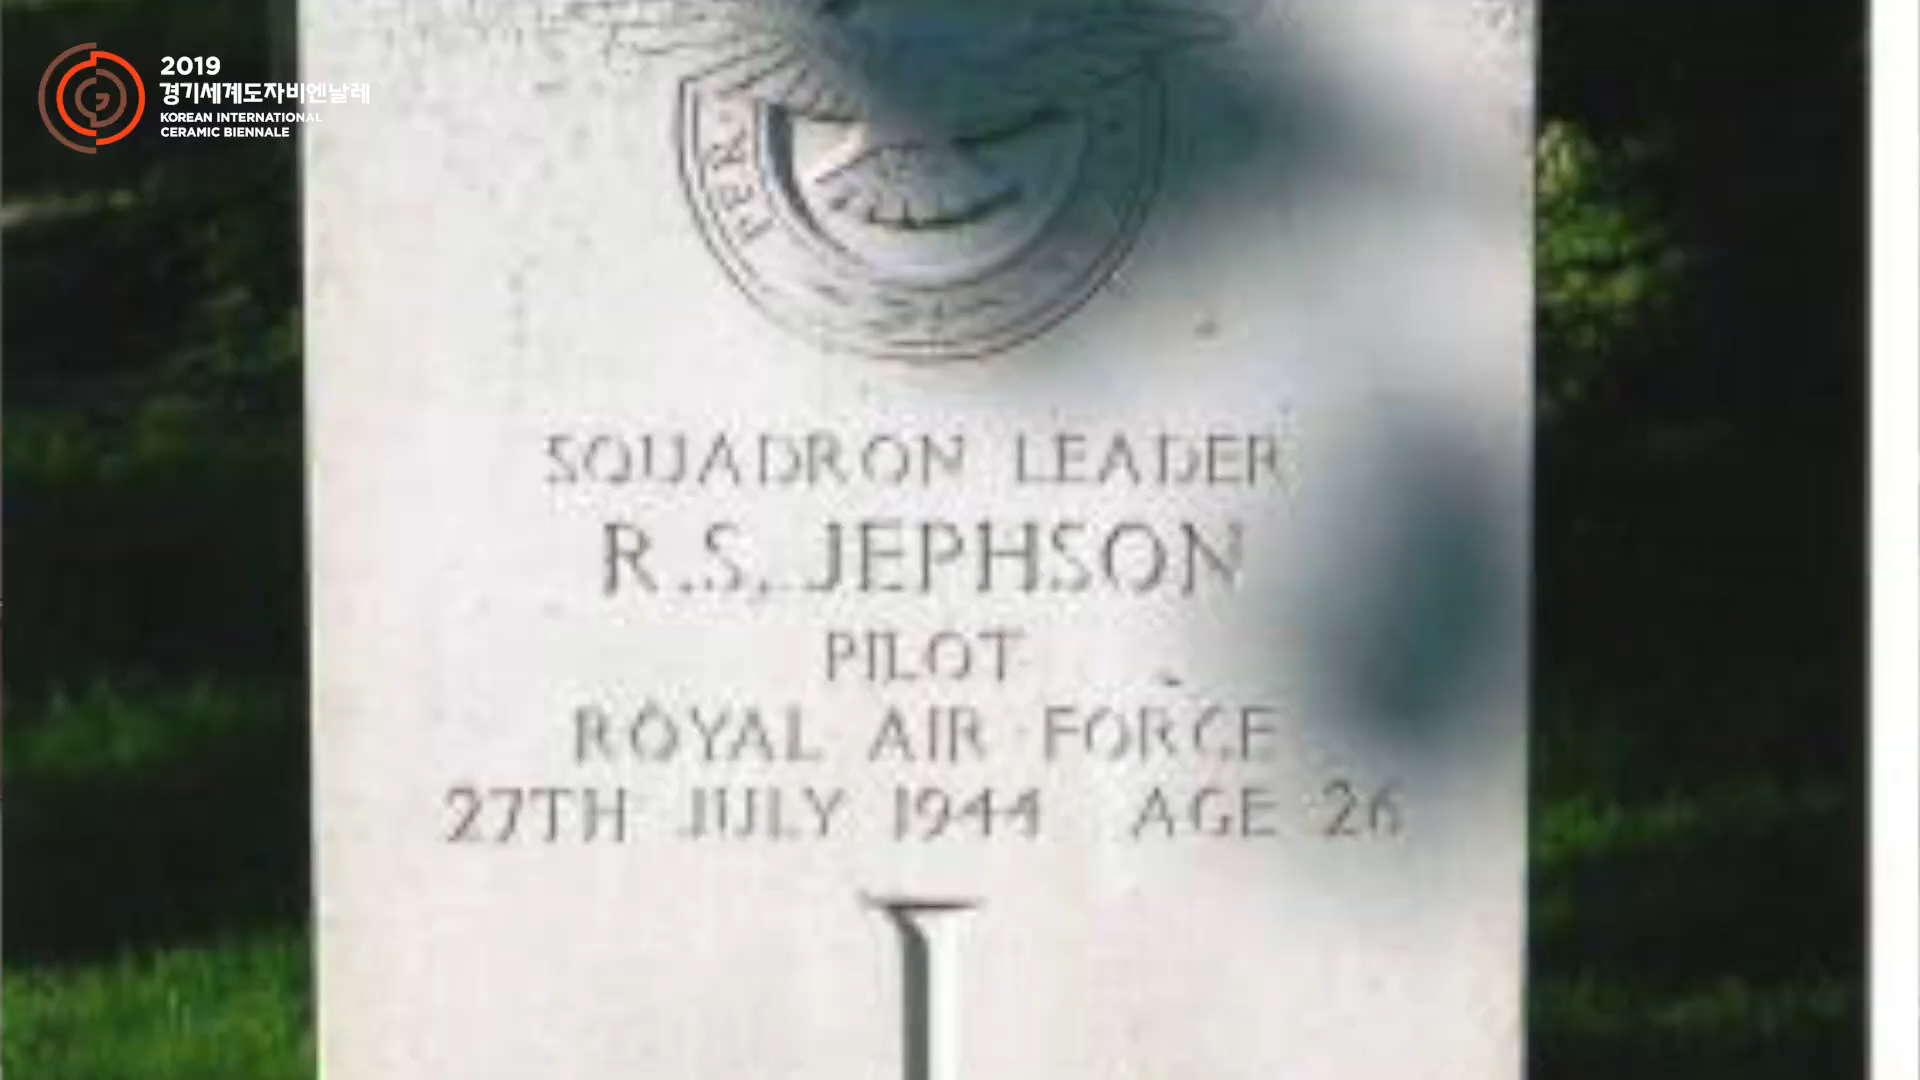 2019
경기세계도자비엔날레
KOREAN INTERNATIONAL
CERAMIC BIENNALE
PER
SQUADRON LEADER
R.S. JEPHSON
PILOT
ROYAL AIR FORCE
27TH JULY 1944 AGE 26